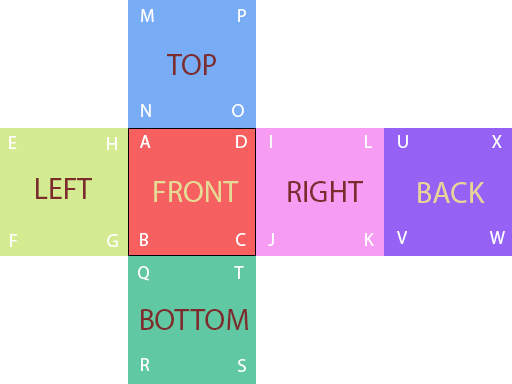 M P
TOP
N O
E H A D I L U X
LEFT FRONT RIGHT BACK
F G B C J K V W
Q T
BOTTOM
R S